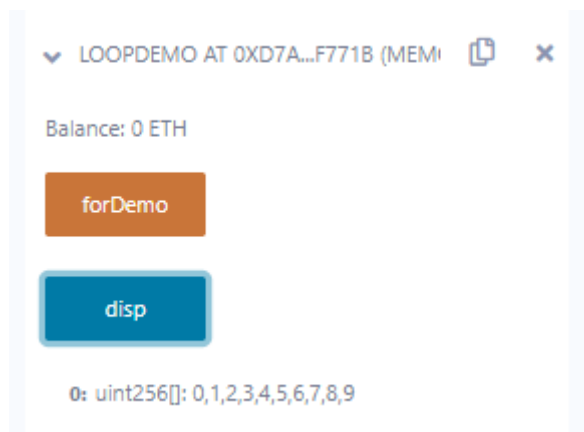 LOOPDEMO AT 0XD7A...F771B (MEM
Balance: 0 ETH
forDemo
disp
0: uint256[]: 0,1,2,3,4,5,6,7,8,9